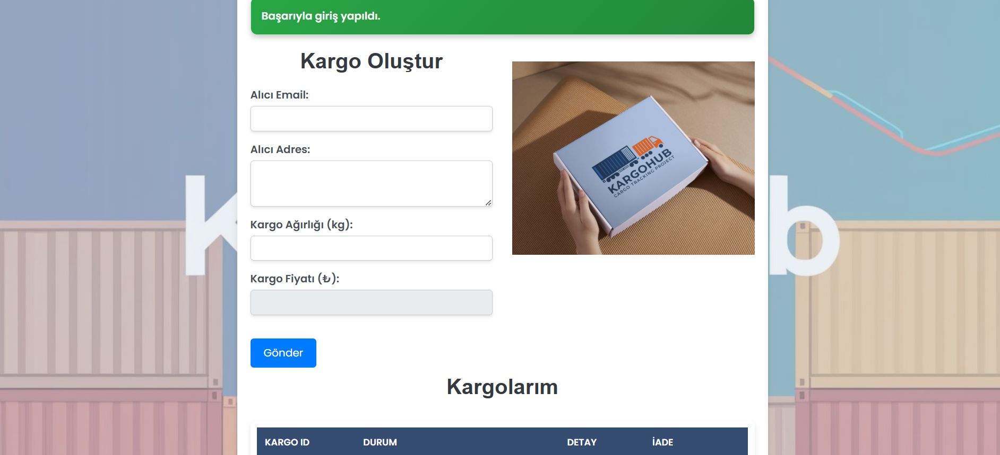 Başarıyla giriş yapıldı.
Kargo Oluştur
Alıcı Email:
Alıcı Adres:
Kargo Ağırlığı (kg):
Kargo Fiyatı (₺):
Gönder
KARGOHUB
CARGO TRACKING PROJECT
K
b
Kargolarım
KARGO ID DURUM DETAY İADE